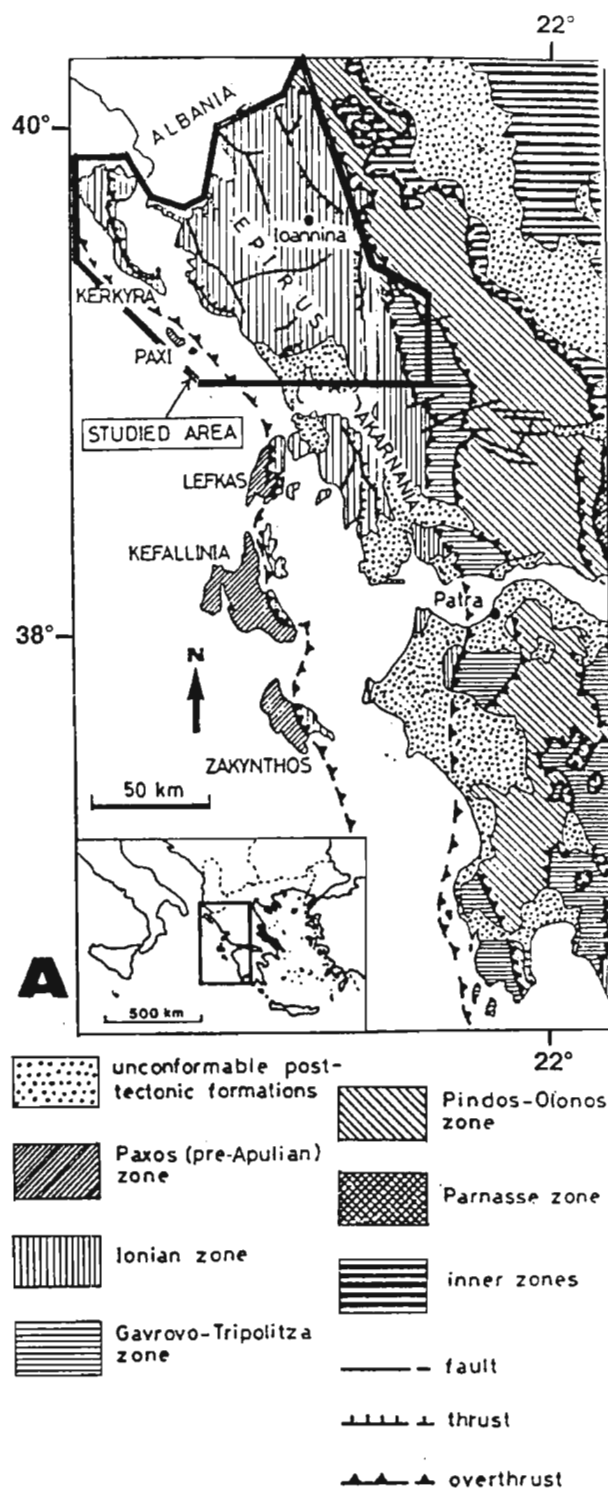 22°
40°
ALBANIA
EPIRUS
Ioannina
KERKYRA
PAXI
STUDIED AREA
AKARNANIA
LEFKAS
KEFALLINIA
Patra
38°
N
ZAKYNTHOS
50 km
A
500 km
22°
unconformable post-
tectonic formations
Paxos (pre-Apulian)
zone
Ionian zone
Gavrovo-Tripolitza
zone
Pindos-Olonos
zone
Parnasse zone
inner zones
fault
thrust
overthrust